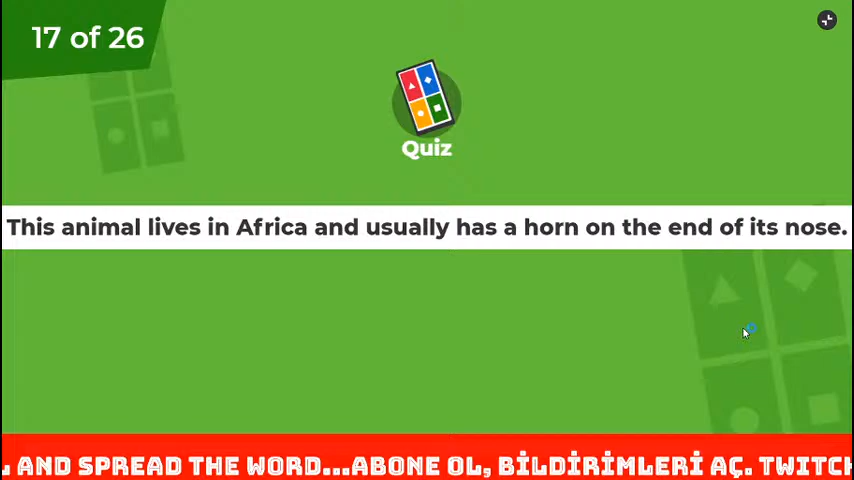 17 of 26
Quiz
This animal lives in Africa and usually has a horn on the end of its nose.
AND SPREAD THE WORD...ABONE OL, BİLDİRİMLERİ AÇ. TWITCH